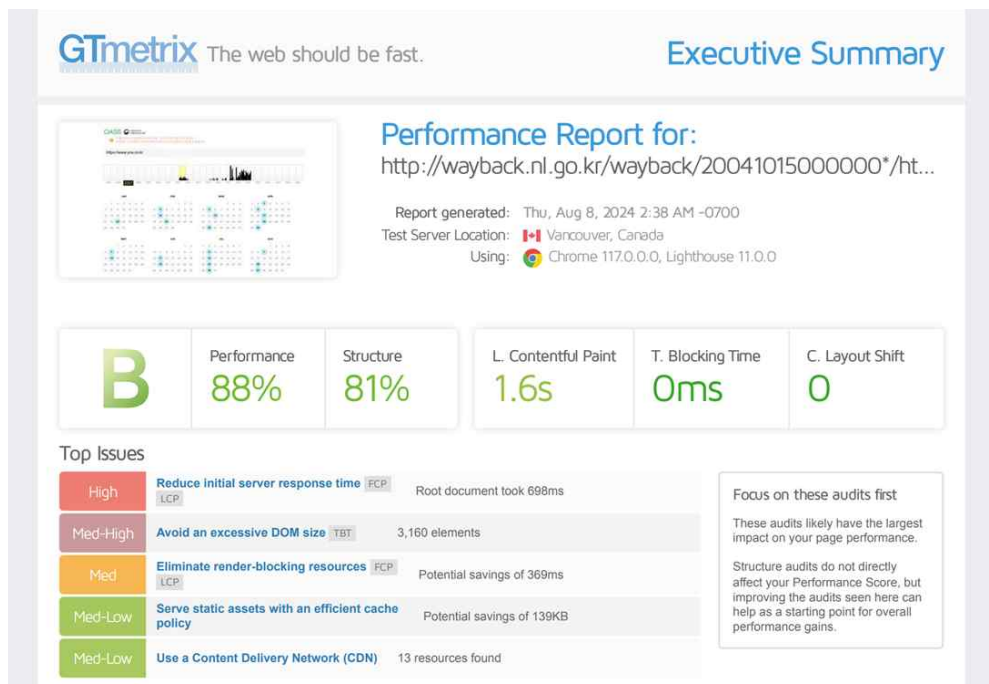 GTmetrix The web should be fast.
Executive Summary
OASIS
Performance Report for:
http://wayback.nl.go.kr/wayback/20041015000000*/ht...
Report generated: Thu, Aug 8, 2024 2:38 AM -0700
Test Server Location: Vancouver, Canada
Using: Chrome 117.0.0.0, Lighthouse 11.0.0
B
Performance
88%
Structure
81%
L. Contentful Paint
1.6s
T. Blocking Time
0ms
C. Layout Shift
0
Top Issues
High
Reduce initial server response time FCP
LCP
Root document took 698ms
Med-High
Avoid an excessive DOM size TBT
3,160 elements
Med
Eliminate render-blocking resources FCP
LCP
Potential savings of 369ms
Med-Low
Serve static assets with an efficient cache
policy
Potential savings of 139KB
Med-Low
Use a Content Delivery Network (CDN)
13 resources found
Focus on these audits first
These audits likely have the largest
impact on your page performance.
Structure audits do not directly
affect your Performance Score, but
improving the audits seen here can
help as a starting point for overall
performance gains.